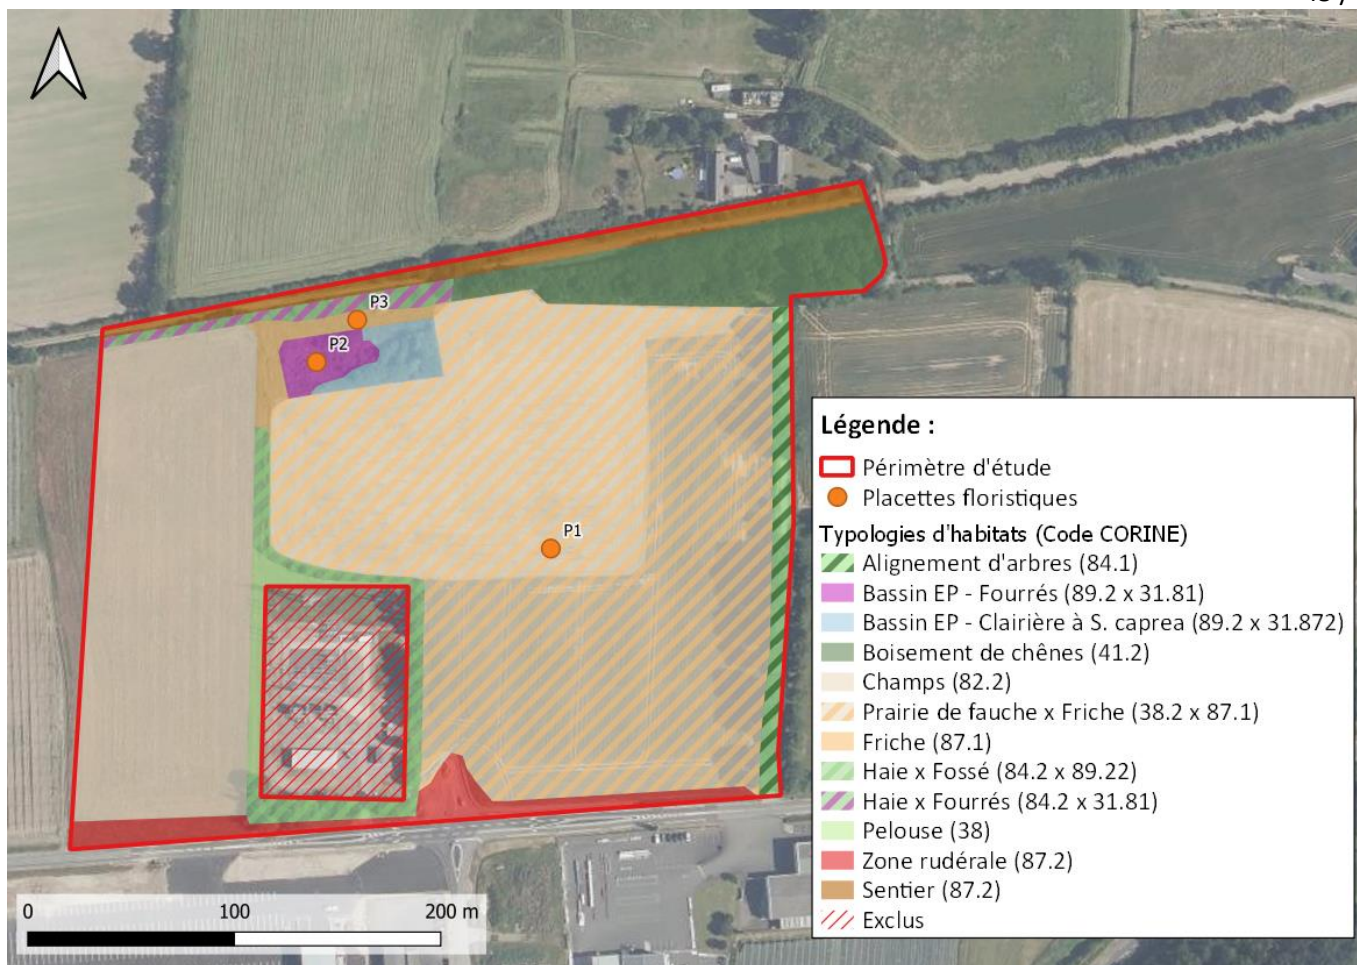 P3
P2
P1
Légende :
Périmètre d'étude
Placettes floristiques
Typologies d'habitats (Code CORINE)
Alignement d'arbres (84.1)
Bassin EP - Fourrés (89.2 x 31.81)
Bassin EP - Clairière à S. caprea (89.2 x 31.872)
Boisement de chênes (41.2)
Champs (82.2)
Prairie de fauche x Friche (38.2 x 87.1)
Friche (87.1)
Haie x Fossé (84.2 x 89.22)
Haie x Fourrés (84.2 x 31.81)
Pelouse (38)
Zone rudérale (87.2)
Sentier (87.2)
Exclus
0 100 200 m